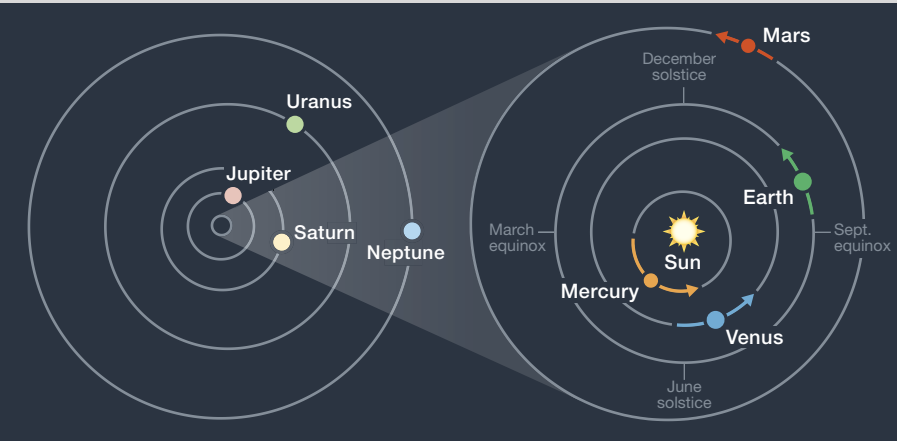 Mars
December
solstice
Uranus
Jupiter
Earth
Saturn
March
equinox
Sept.
equinox
Neptune
Sun
Mercury
Venus
June
solstice